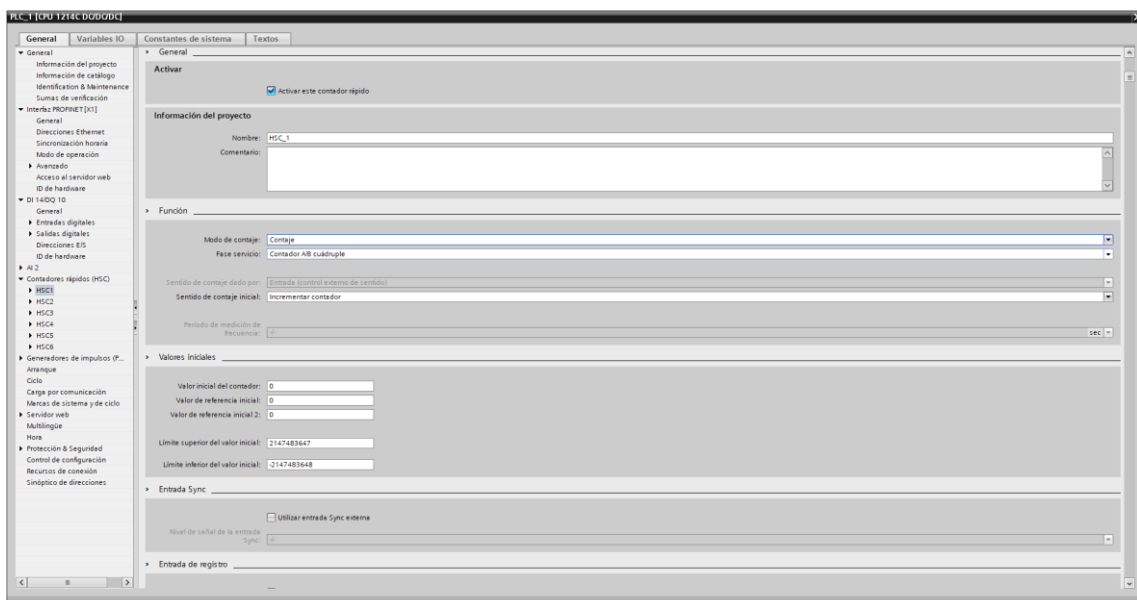 PLC_1 [CPU 1214C DC/DC/DC]
General
Variables IO
Constantes de sistema
Textos
General
Información del proyecto
Información de catálogo
Identification & Maintenance
Sumas de verificación
Interfaz PROFINET [X1]
General
Direcciones Ethernet
Sincronización horaria
Modo de operación
Avanzado
Acceso al servidor web
ID de hardware
DI 14/DQ 10
General
Entradas digitales
Salidas digitales
Direcciones E/S
ID de hardware
AI 2
Contadores rápidos (HSC)
HSC1
HSC2
HSC3
HSC4
HSC5
HSC6
Generadores de impulsos (P...
Arranque
Ciclo
Carga por comunicación
Marcas de sistema y de ciclo
Servidor web
Multilingüe
Hora
Protección & Seguridad
Control de configuración
Recursos de conexión
Sinóptico de direcciones
General
Activar
Activar este contador rápido
Información del proyecto
Nombre: HSC_1
Comentario:
Función
Modo de contaje: Contaje
Fase servicio: Contador A/B cuádruple
Sentido de contaje dado por: Entrada (control externo de sentido)
Sentido de contaje inicial: Incrementar contador
Período de medición de
frecuencia: sec
Valores iniciales
Valor inicial del contador: 0
Valor de referencia inicial: 0
Valor de referencia inicial 2: 0
Límite superior del valor inicial: 2147483647
Límite inferior del valor inicial: -2147483648
Entrada Sync
Utilizar entrada Sync externa
Nivel de señal de la entrada
Sync:
Entrada de registro